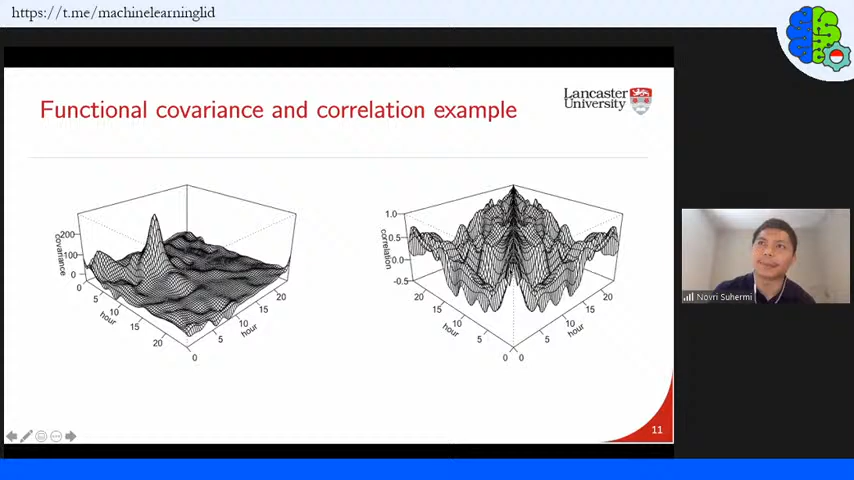 https://t.me/machinelearninglid
Functional covariance and correlation example
Lancaster
University
200
100
0
covariance
0
5
10
15
20
hour
0
5
10
15
20
hour
1.0
0.5
0.0
-0.5
correlation
20
15
10
5
0
hour
0
5
10
15
20
hour
Novri Suhermi
11